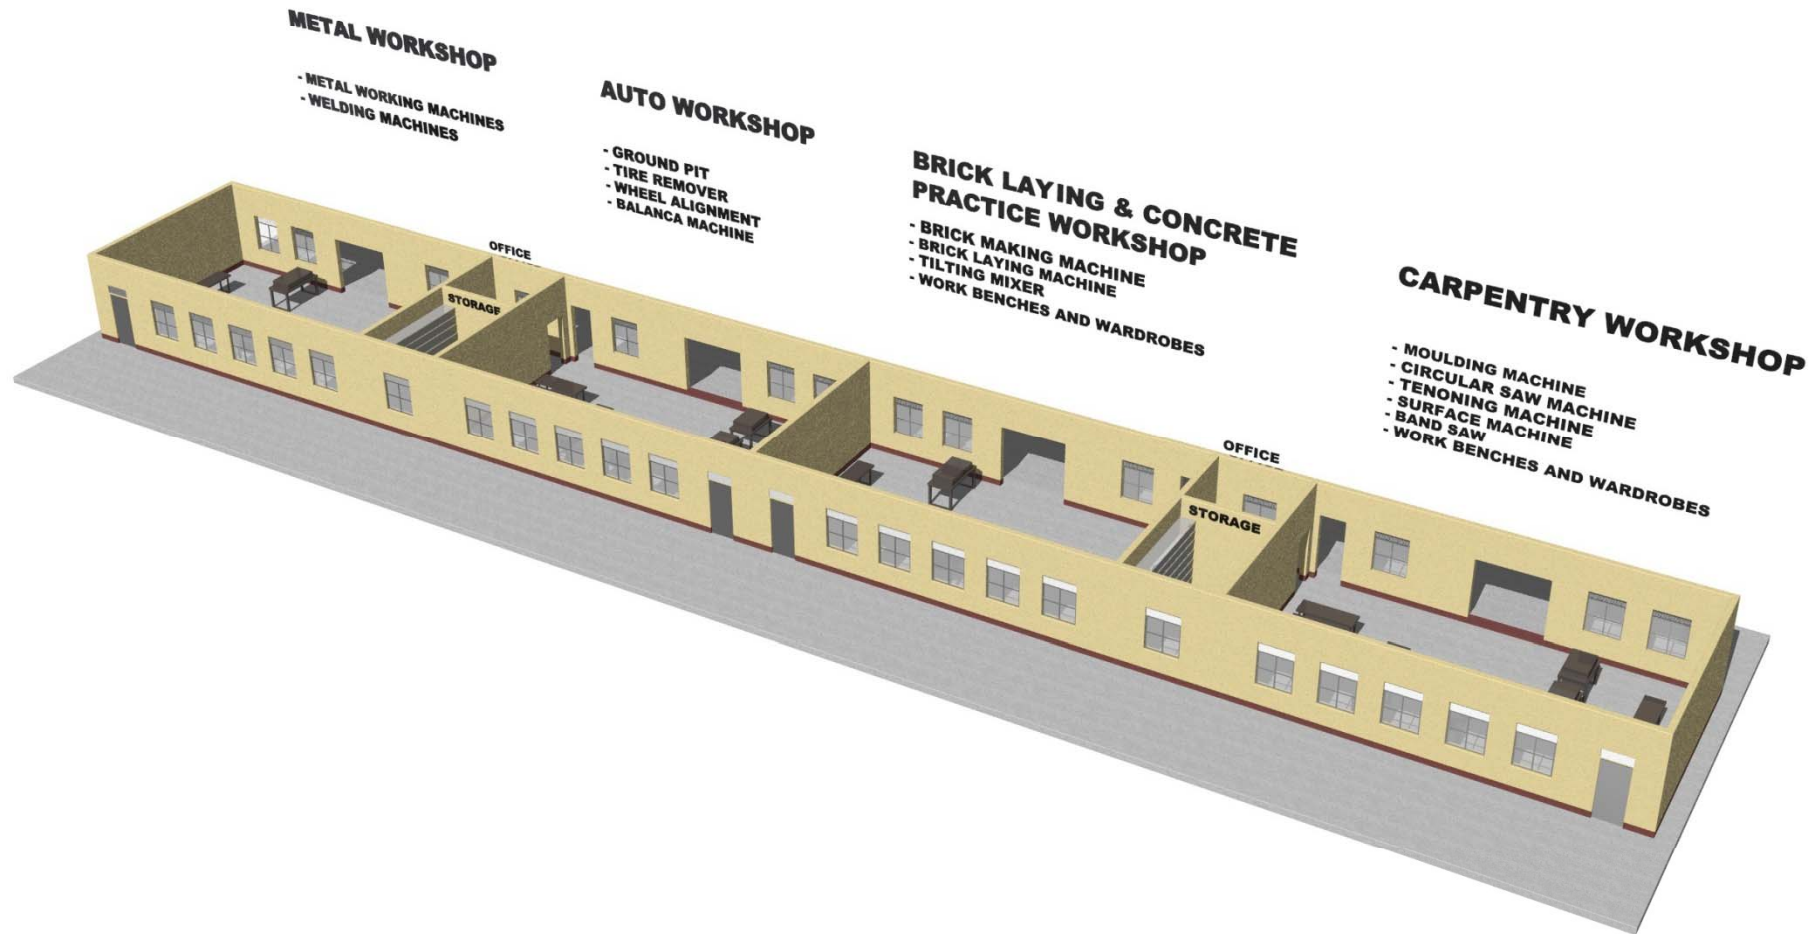 METAL WORKSHOP
- METAL WORKING MACHINES
- WELDING MACHINES
AUTO WORKSHOP
- GROUND PIT
- TIRE REMOVER
- WHEEL ALIGNMENT
- BALANCA MACHINE
BRICK LAYING & CONCRETE
PRACTICE WORKSHOP
- BRICK MAKING MACHINE
- BRICK LAYING MACHINE
- TILTING MIXER
- WORK BENCHES AND WARDROBES
CARPENTRY WORKSHOP
- MOULDING MACHINE
- CIRCULAR SAW MACHINE
- TENONING MACHINE
- SURFACE MACHINE
- BAND SAW
- WORK BENCHES AND WARDROBES
OFFICE
STORAGE
OFFICE
STORAGE